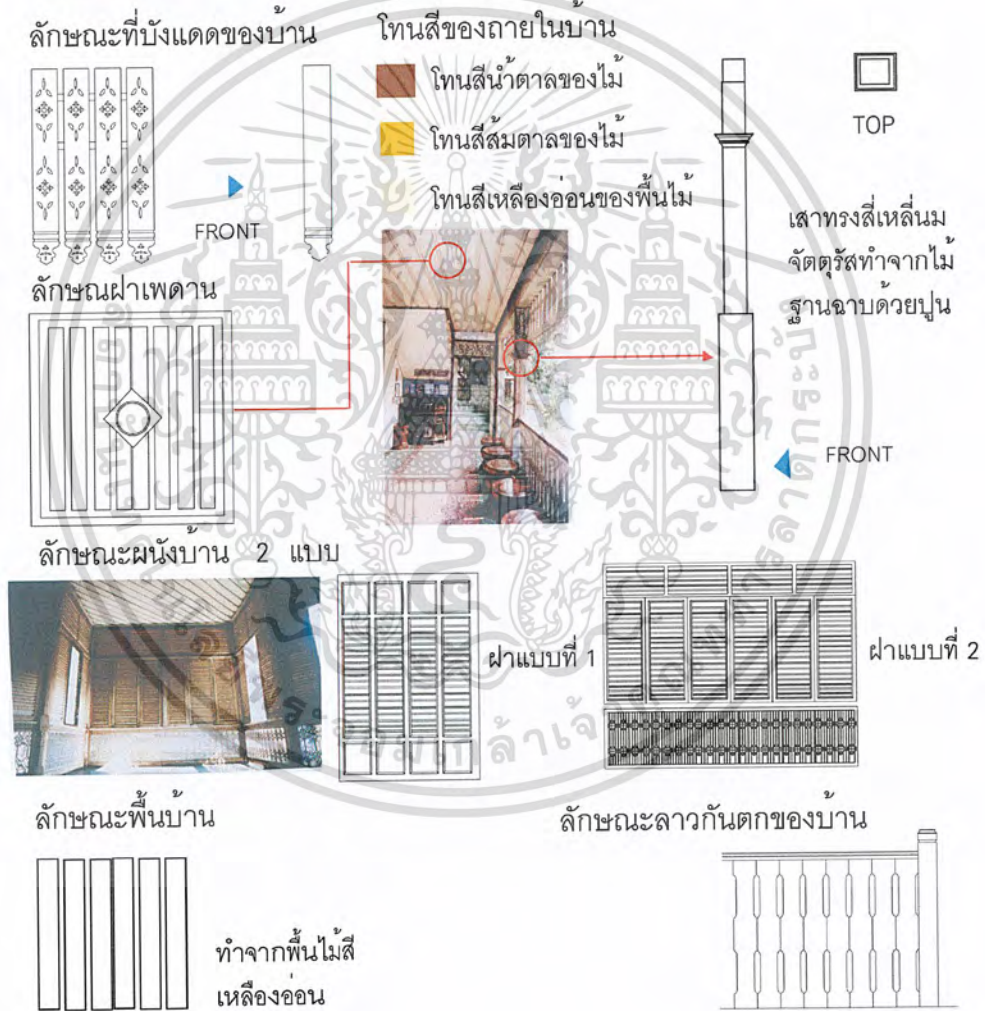 ลักษณะที่บังแดดของบ้าน
โทนสีของถายในบ้าน
โทนสีน้ำตาลของไม้
โทนสีส้มตาลของไม้
โทนสีเหลืองอ่อนของพื้นไม้
FRONT
TOP
เสาทรงสี่เหลี่นม
จัตตุรัสทำจากไม้
ฐานฉาบด้วยปูน
FRONT
ลักษณฝาเพดาน
ลักษณะผนังบ้าน 2 แบบ
ฝาแบบที่ 1
ฝาแบบที่ 2
ลักษณะพื้นบ้าน
ทำจากพื้นไม้สี
เหลืองอ่อน
ลักษณะลาวกันตกของบ้าน